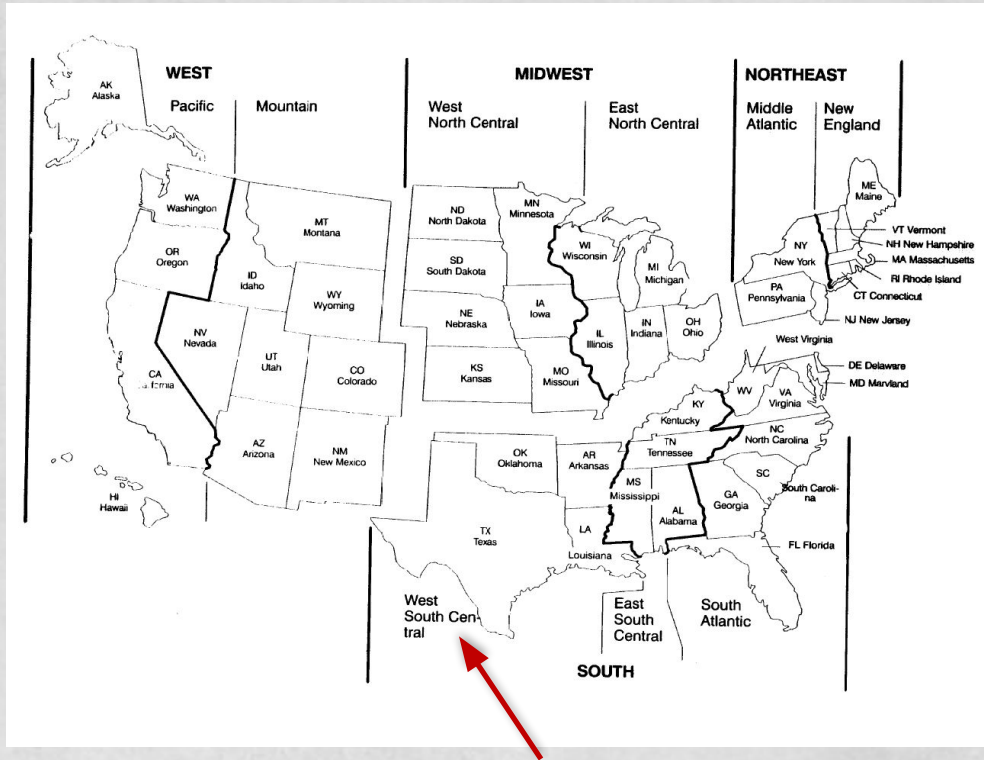 WEST
MIDWEST
NORTHEAST
Pacific
Mountain
West
North Central
East
North Central
Middle
Atlantic
New
England
AK
Alaska
WA
Washington
OR
Oregon
CA
NV
Nevada
ID
Idaho
MT
Montana
WY
Wyoming
UT
Utah
CO
Colorado
AZ
Arizona
NM
New Mexico
HI
Hawaii
ND
North Dakota
SD
South Dakota
NE
Nebraska
KS
Kansas
MN
Minnesota
IA
Iowa
MO
Missouri
WI
Wisconsin
MI
Michigan
IL
Illinois
IN
Indiana
OH
Ohio
NY
New York
PA
Pennsylvania
ME
Maine
VT Vermont
NH New Hampshire
MA Massachusetts
RI Rhode Island
CT Connecticut
NJ New Jersey
West Virginia
DE Delaware
MD Maryland
WV
VA
Virginia
KY
Kentucky
TN
Tennessee
NC
North Carolina
SC
South Caroli-
na
GA
Georgia
FL Florida
OK
Oklahoma
AR
Arkansas
TX
Texas
LA
Louisiana
MS
Mississippi
AL
Alabama
West
South Cen-
tral
East
South
Central
South
Atlantic
SOUTH